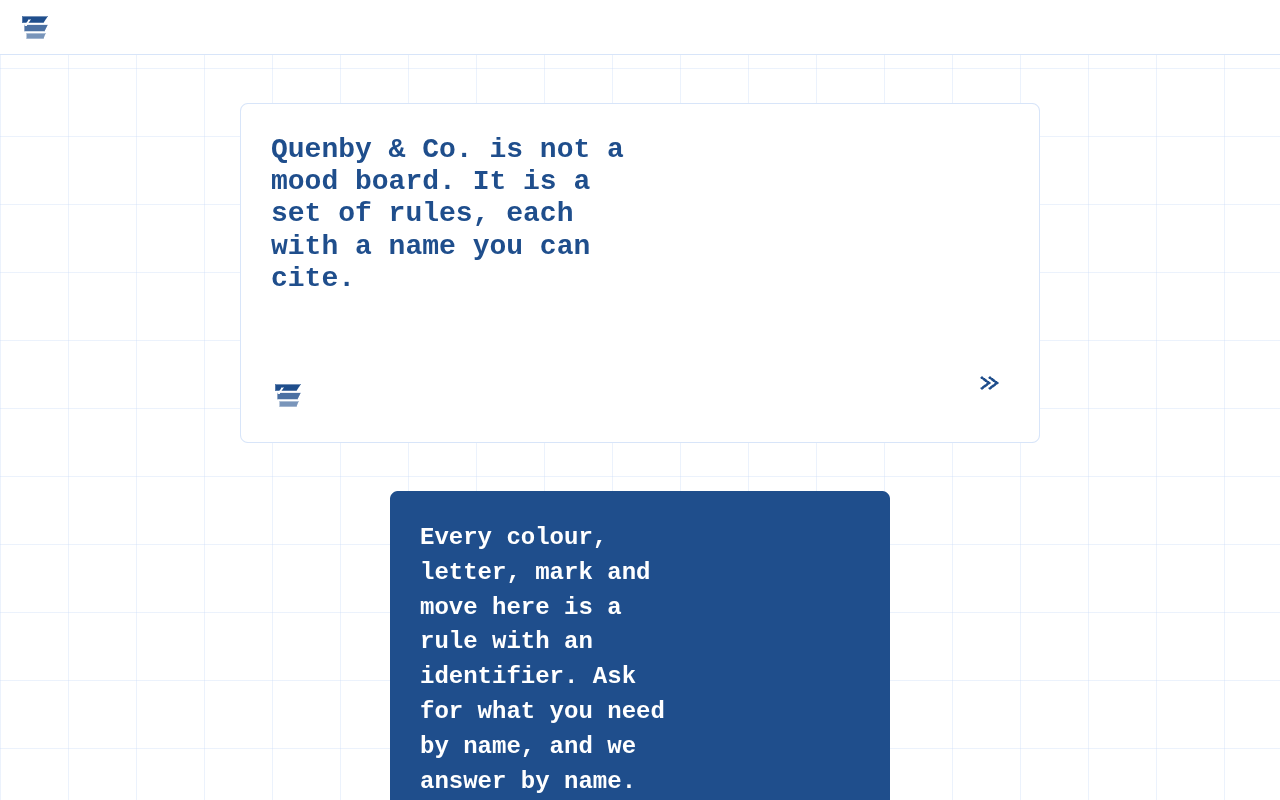 Quenby & Co. is not a
mood board. It is a
set of rules, each
with a name you can
cite.
Every colour,
letter, mark and
move here is a
rule with an
identifier. Ask
for what you need
by name, and we
answer by name.